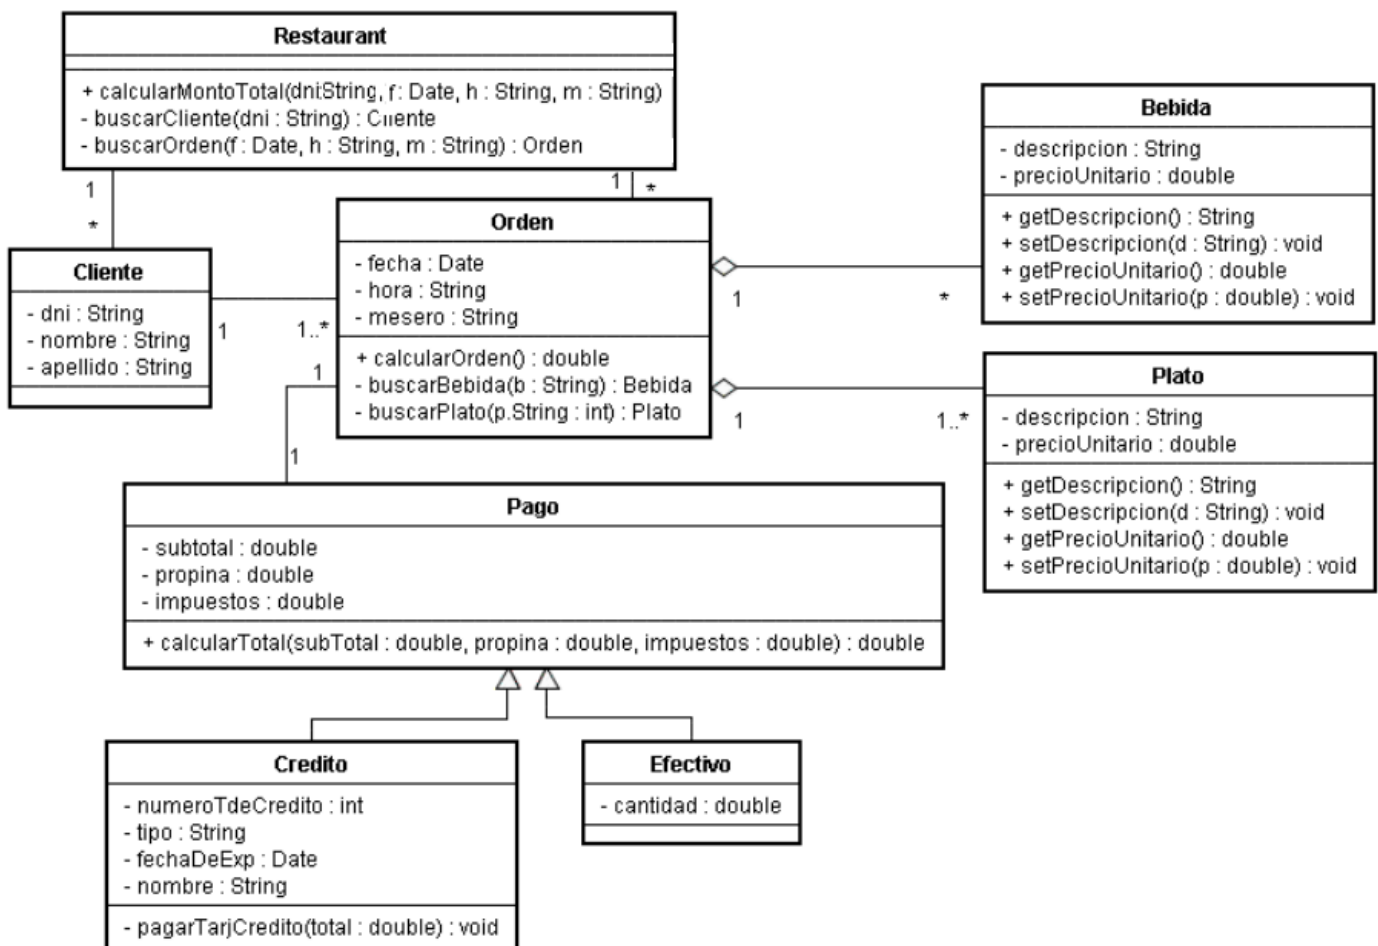 Restaurant
+ calcularMontoTotal(dni:String, f: Date, h : String, m : String)
- buscarCliente(dni : String) : Cliente
- buscarOrden(f : Date, h : String, m : String) : Orden
1
*
1
*
Cliente
- dni : String
- nombre : String
- apellido : String
1
1..*
Orden
- fecha : Date
- hora : String
- mesero : String
+ calcularOrden() : double
- buscarBebida(b : String) : Bebida
- buscarPlato(p.String : int) : Plato
1
*
1
1..*
1
1
Bebida
- descripcion : String
- precioUnitario : double
+ getDescripcion() : String
+ setDescripcion(d : String) : void
+ getPrecioUnitario() : double
+ setPrecioUnitario(p : double) : void
Plato
- descripcion : String
- precioUnitario : double
+ getDescripcion() : String
+ setDescripcion(d : String) : void
+ getPrecioUnitario() : double
+ setPrecioUnitario(p : double) : void
Pago
- subtotal : double
- propina : double
- impuestos : double
+ calcularTotal(subTotal : double, propina : double, impuestos : double) : double
Credito
- numeroTdeCredito : int
- tipo : String
- fechaDeExp : Date
- nombre : String
- pagarTarjCredito(total : double) : void
Efectivo
- cantidad : double